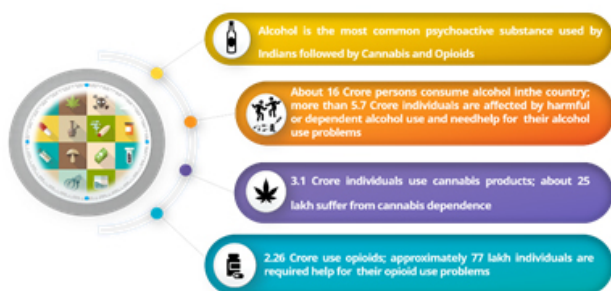 Alcohol is the most common psychoactive substance used by
Indians followed by Cannabis and Opioids
About 16 Crore persons consume alcohol inthe country;
more than 5.7 Crore individuals are affected by harmful
or dependent alcohol use and needhelp for their alcohol
use problems
3.1 Crore individuals use cannabis products; about 25
lakh suffer from cannabis dependence
2.26 Crore use opioids; approximately 77 lakh individuals are
required help for their opioid use problems